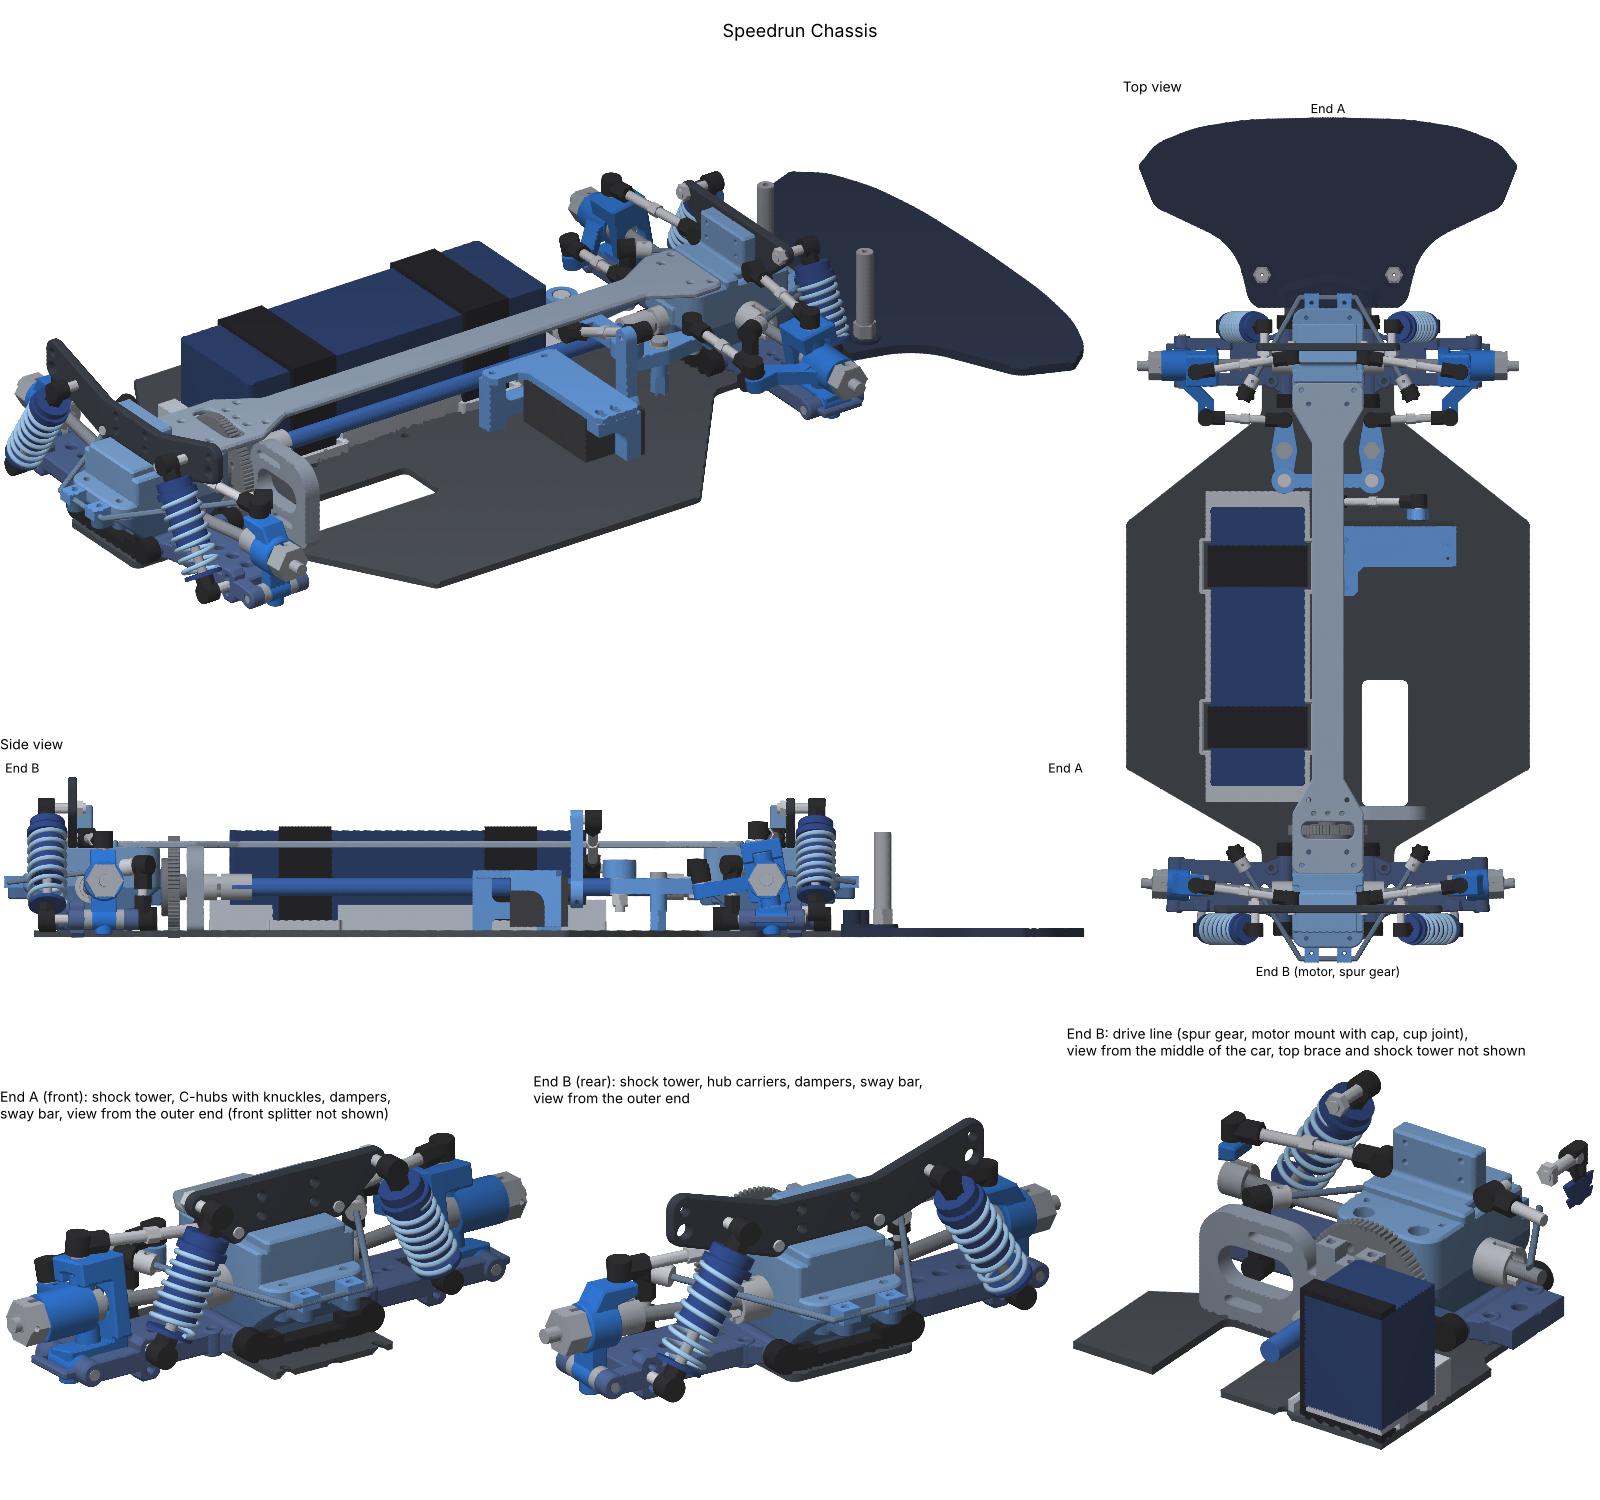 Speedrun Chassis
Top view
End A
Side view
End B
End A
End B (motor, spur gear)
End B: drive line (spur gear, motor mount with cap, cup joint),
view from the middle of the car, top brace and shock tower not shown
End A (front): shock tower, C-hubs with knuckles, dampers,
sway bar, view from the outer end (front splitter not shown)
End B (rear): shock tower, hub carriers, dampers, sway bar,
view from the outer end